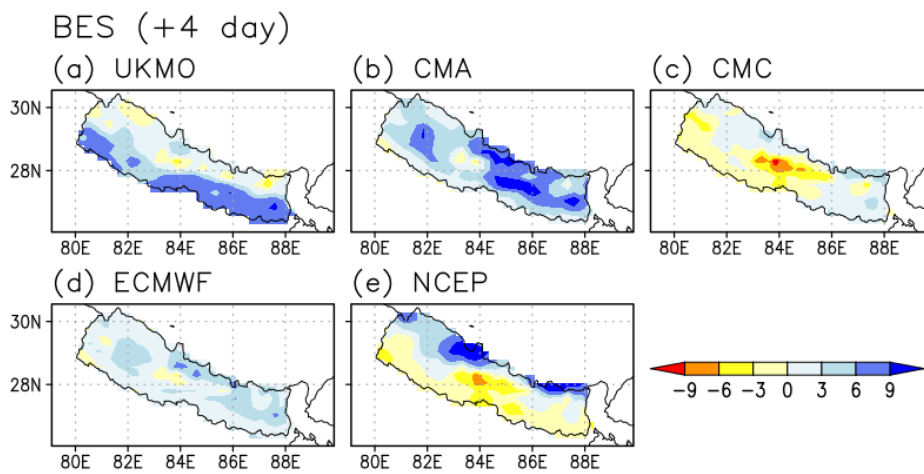 BES (+4 day)
(a) UKMO (b) CMA (c) CMC
30N
28N
80E 82E 84E 86E 88E 80E 82E 84E 86E 88E 80E 82E 84E 86E 88E
(d) ECMWF (e) NCEP
30N
28N
-9 -6 -3 0 3 6 9
80E 82E 84E 86E 88E 80E 82E 84E 86E 88E